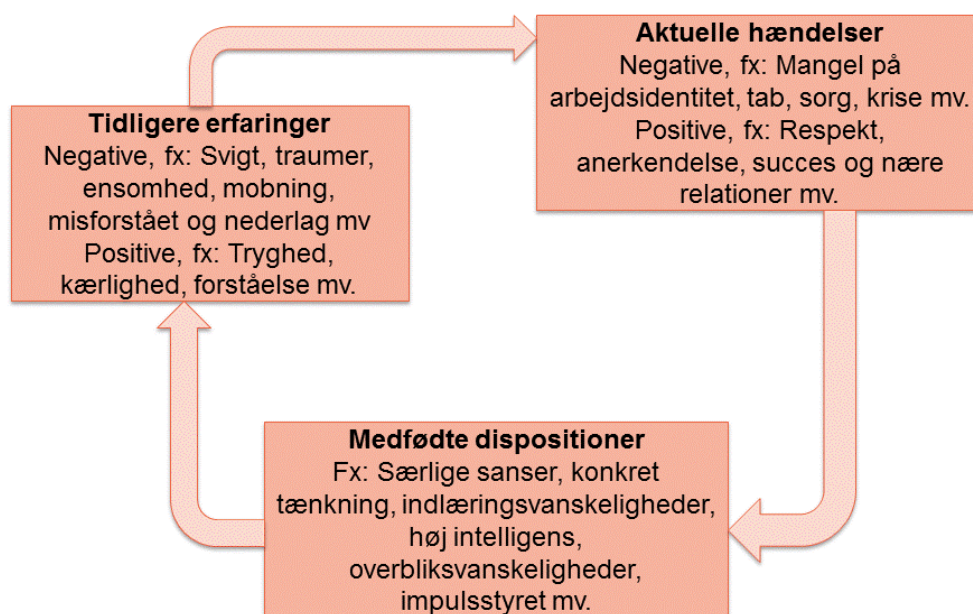 Aktuelle hændelser
Negative, fx: Mangel på
arbejdsidentitet, tab, sorg, krise mv.
Positive, fx: Respekt,
anerkendelse, succes og nære
relationer mv.
Tidligere erfaringer
Negative, fx: Svigt, traumer,
ensomhed, mobning,
misforstået og nederlag mv
Positive, fx: Tryghed,
kærlighed, forståelse mv.
Medfødte dispositioner
Fx: Særlige sanser, konkret
tænkning, indlæringsvanskeligheder,
høj intelligens,
overbliksvanskeligheder,
impulsstyret mv.